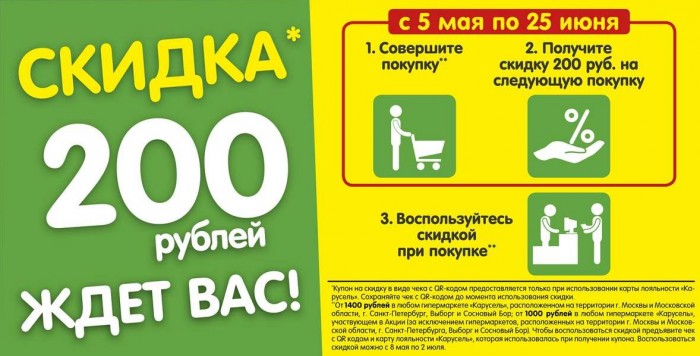 СКИДКА*
200
рублей
ЖДЕТ ВАС!
с 5 мая по 25 июня
1. Совершите
покупку**
2. Получите
скидку 200 руб. на
следующую покупку
3. Воспользуйтесь
скидкой
при покупке**
*Купон на скидку в виде чека с QR-кодом предоставляется только при использовании карты лояльности «Ка-
русель». Сохраняйте чек с QR-кодом до момента использования скидки.
**От 1400 рублей в любом гипермаркете «Карусель», расположенном на территории г. Москвы и Московской
области, г. Санкт-Петербург, Выборг и Сосновый Бор; от 1000 рублей в любом гипермаркете «Карусель»,
участвующем в Акции (за исключением гипермаркетов, расположенных на территории г. Москвы и Москов-
ской области, г. Санкт-Петербурга, Выборг и Сосновый Бор). Чтобы воспользоваться скидкой предъявите чек
с QR-кодом и карту лояльности «Карусель», которая использовалась при получении купона. Воспользоваться
скидкой можно с 8 мая по 2 июля.